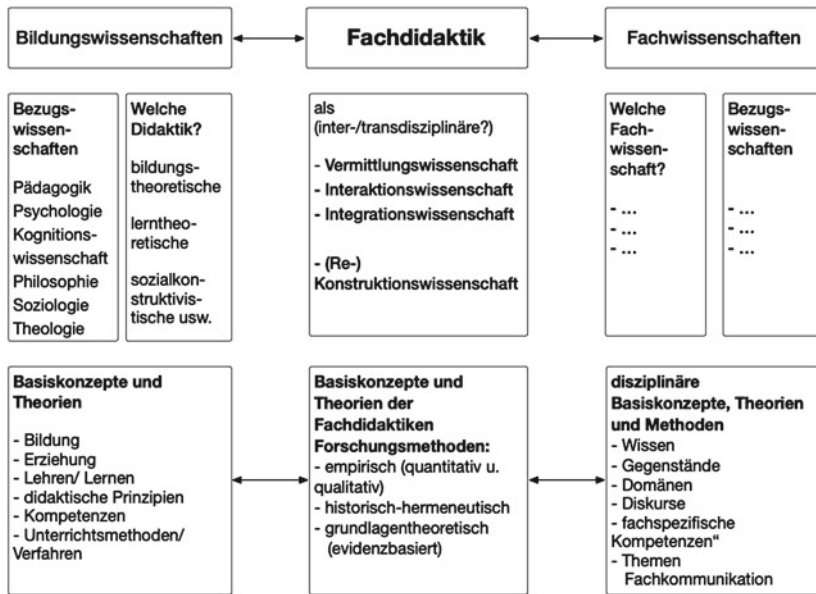 Bildungswissenschaften
Fachdidaktik
Fachwissenschaften
Bezugs-
wissen-
schaften
Pädagogik
Psychologie
Kognitions-
wissenschaft
Philosophie
Soziologie
Theologie
Welche
Didaktik?
bildungs-
theoretische
lerntheo-
retische
sozialkon-
struktivis-
tische usw.
als
(inter-/transdisziplinäre?)
- Vermittlungswissenschaft
- Interaktionswissenschaft
- Integrationswissenschaft
- (Re-)
Konstruktionswissenschaft
Welche
Fach-
wissen-
schaft?
- ...
- ...
- ...
Bezugs-
wissen-
schaften
- ...
- ...
- ...
Basiskonzepte und
Theorien
- Bildung
- Erziehung
- Lehren/ Lernen
- didaktische Prinzipien
- Kompetenzen
- Unterrichtsmethoden/
Verfahren
Basiskonzepte und
Theorien der
Fachdidaktiken
Forschungsmethoden:
- empirisch (quantitativ u.
qualitativ)
- historisch-hermeneutisch
- grundlagentheoretisch
(evidenzbasiert)
disziplinäre
Basiskonzepte, Theorien
und Methoden
- Wissen
- Gegenstände
- Domänen
- Diskurse
- fachspezifische
Kompetenzen“
- Themen
Fachkommunikation